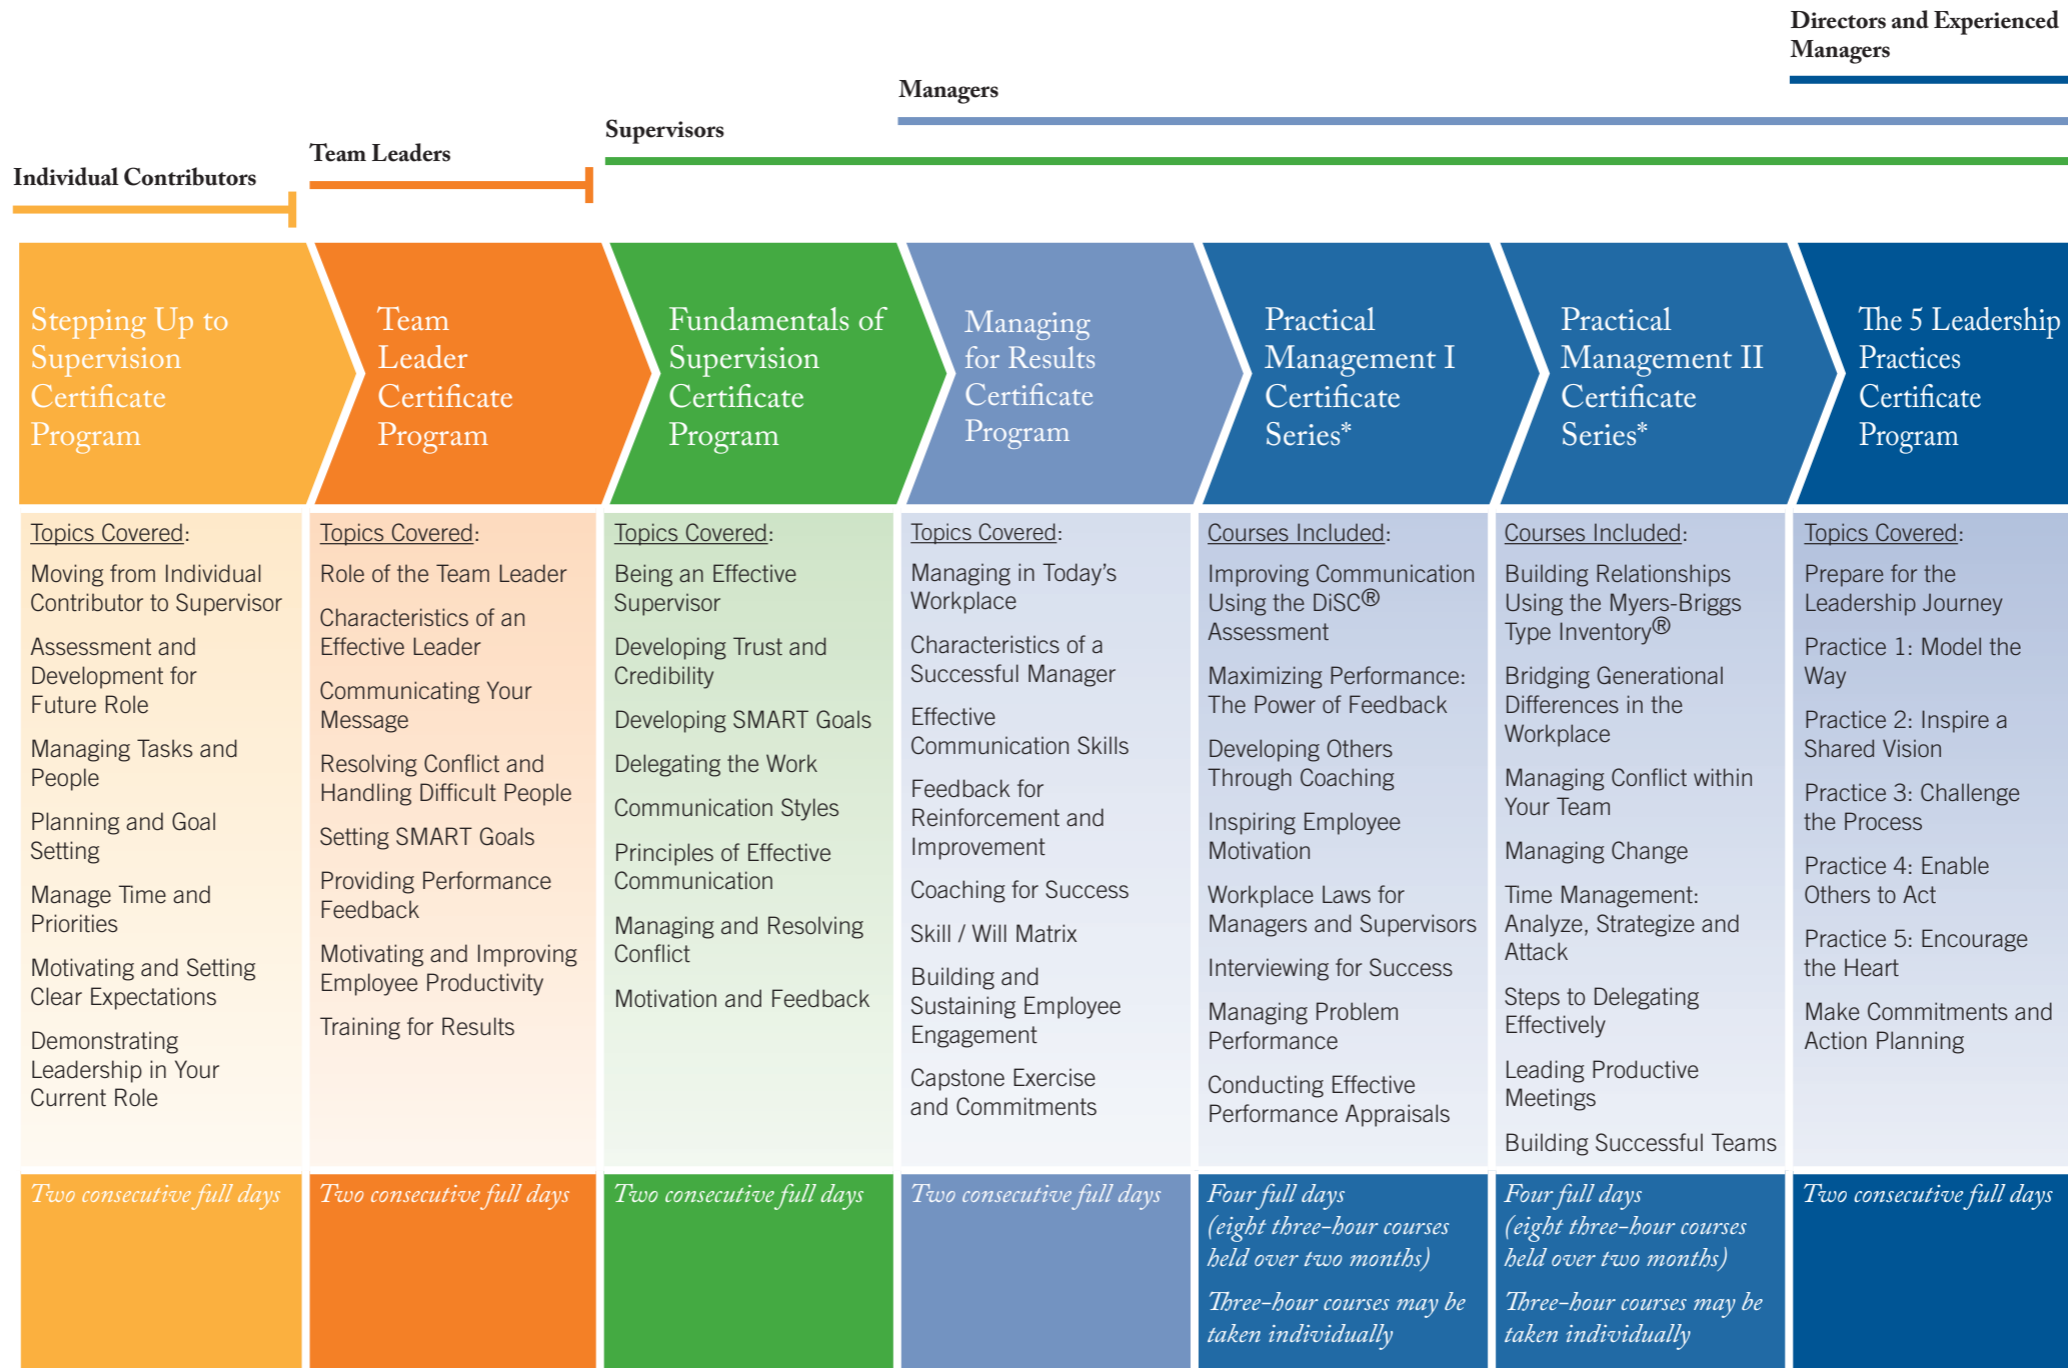 Directors and Experienced
Managers
Managers
Supervisors
Team Leaders
Individual Contributors
Stepping Up to
Supervision
Certificate
Program
Team
Leader
Certificate
Program
Fundamentals of
Supervision
Certificate
Program
Managing
for Results
Certificate
Program
Practical
Management I
Certificate
Series*
Practical
Management II
Certificate
Series*
The 5 Leadership
Practices
Certificate
Program
Topics Covered:
Moving from Individual
Contributor to Supervisor
Assessment and
Development for
Future Role
Managing Tasks and
People
Planning and Goal
Setting
Manage Time and
Priorities
Motivating and Setting
Clear Expectations
Demonstrating
Leadership in Your
Current Role
Topics Covered:
Role of the Team Leader
Characteristics of an
Effective Leader
Communicating Your
Message
Resolving Conflict and
Handling Difficult People
Setting SMART Goals
Providing Performance
Feedback
Motivating and Improving
Employee Productivity
Training for Results
Topics Covered:
Being an Effective
Supervisor
Developing Trust and
Credibility
Developing SMART Goals
Delegating the Work
Communication Styles
Principles of Effective
Communication
Managing and Resolving
Conflict
Motivation and Feedback
Topics Covered:
Managing in Today's
Workplace
Characteristics of a
Successful Manager
Effective
Communication Skills
Feedback for
Reinforcement and
Improvement
Coaching for Success
Skill / Will Matrix
Building and
Sustaining Employee
Engagement
Capstone Exercise
and Commitments
Courses Included:
Improving Communication
Using the DiSC®
Assessment
Maximizing Performance:
The Power of Feedback
Developing Others
Through Coaching
Inspiring Employee
Motivation
Workplace Laws for
Managers and Supervisors
Interviewing for Success
Managing Problem
Performance
Conducting Effective
Performance Appraisals
Courses Included:
Building Relationships
Using the Myers-Briggs
Type Inventory®
Bridging Generational
Differences in the
Workplace
Managing Conflict within
Your Team
Managing Change
Time Management:
Analyze, Strategize and
Attack
Steps to Delegating
Effectively
Leading Productive
Meetings
Building Successful Teams
Topics Covered:
Prepare for the
Leadership Journey
Practice 1: Model the
Way
Practice 2: Inspire a
Shared Vision
Practice 3: Challenge
the Process
Practice 4: Enable
Others to Act
Practice 5: Encourage
the Heart
Make Commitments and
Action Planning
Two consecutive full days
Two consecutive full days
Two consecutive full days
Two consecutive full days
Four full days
(eight three-hour courses
held over two months)
Three-hour courses may be
taken individually
Four full days
(eight three-hour courses
held over two months)
Three-hour courses may be
taken individually
Two consecutive full days